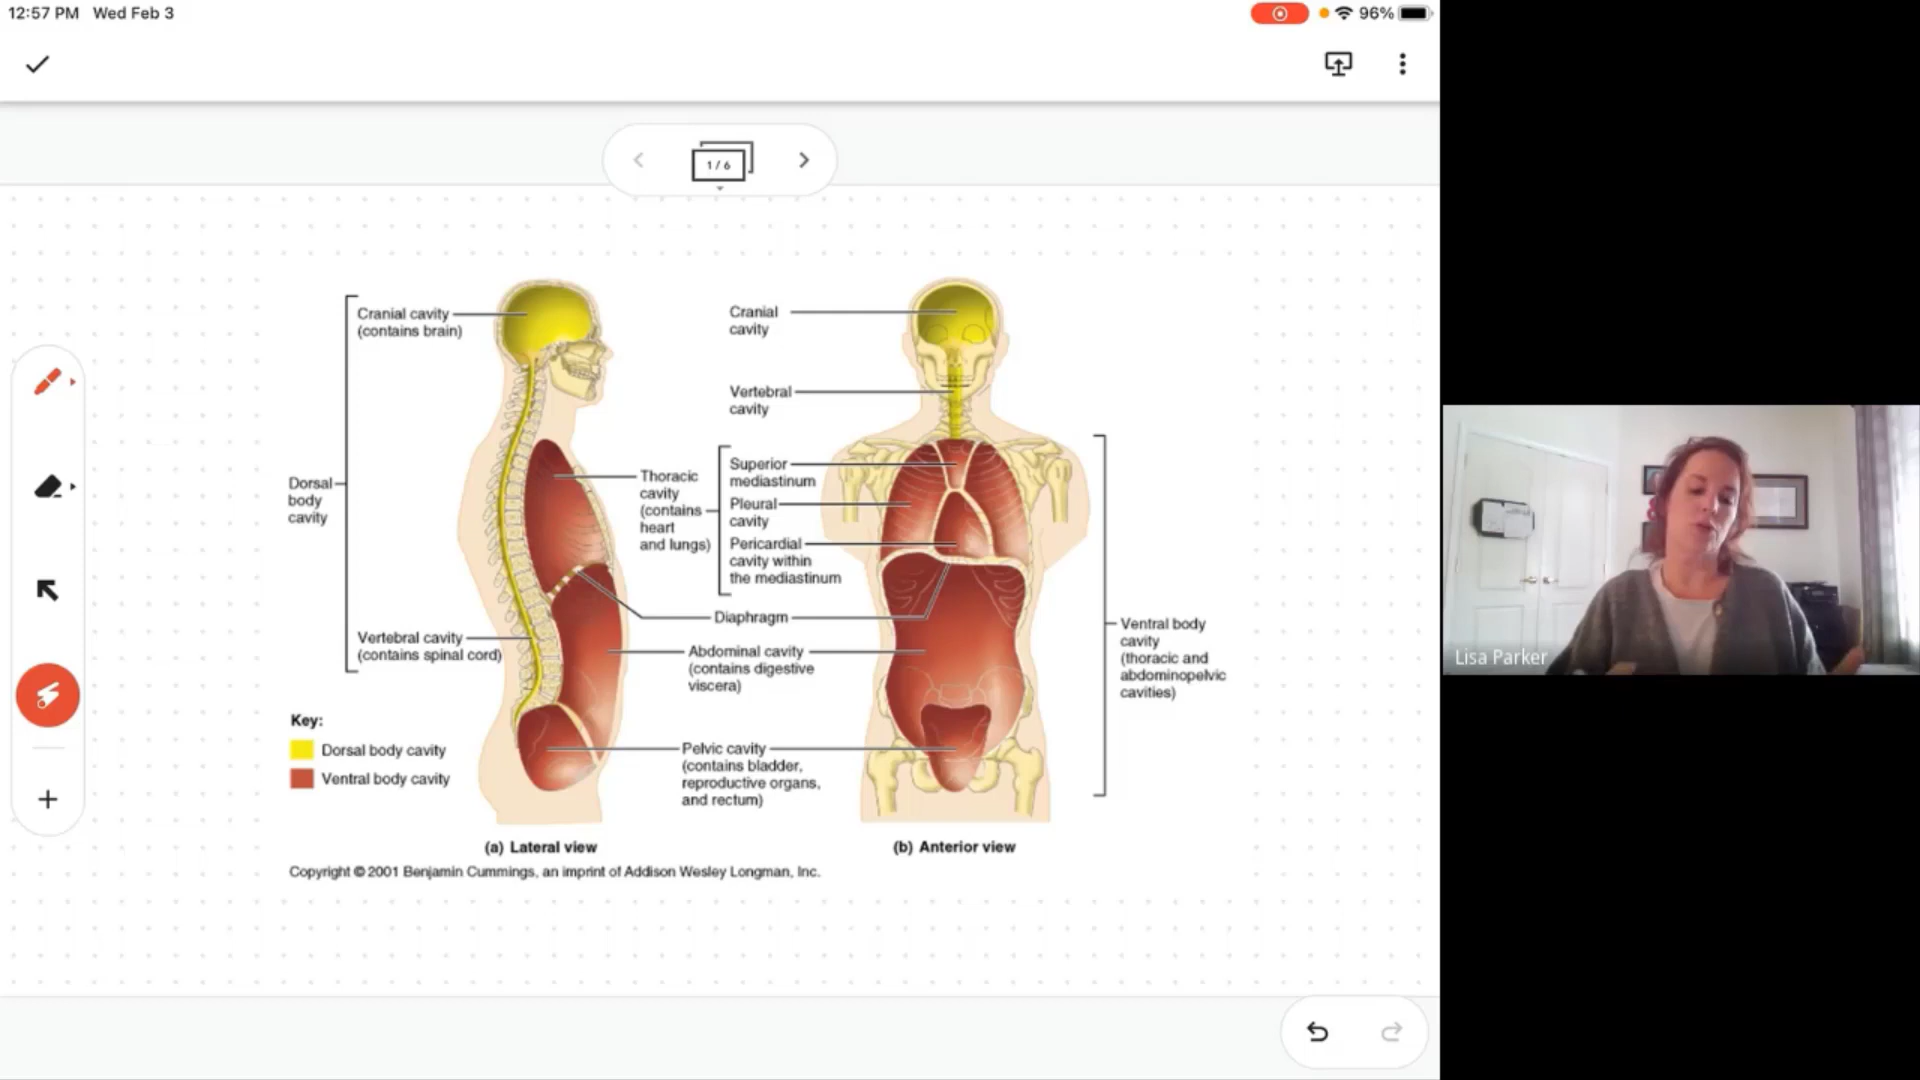 12:57 PM Wed Feb 3
96%
1 / 6
Cranial cavity
(contains brain)
Dorsal
body
cavity
Vertebral cavity
(contains spinal cord)
Key:
Dorsal body cavity
Ventral body cavity
Thoracic
cavity
(contains
heart
and lungs)
Cranial
cavity
Vertebral
cavity
Superior
mediastinum
Pleural
cavity
Pericardial
cavity within
the mediastinum
Diaphragm
Abdominal cavity
(contains digestive
viscera)
Pelvic cavity
(contains bladder,
reproductive organs,
and rectum)
Ventral body
cavity
(thoracic and
abdominopelvic
cavities)
(a) Lateral view
(b) Anterior view
Copyright © 2001 Benjamin Cummings, an imprint of Addison Wesley Longman, Inc.
Lisa Parker